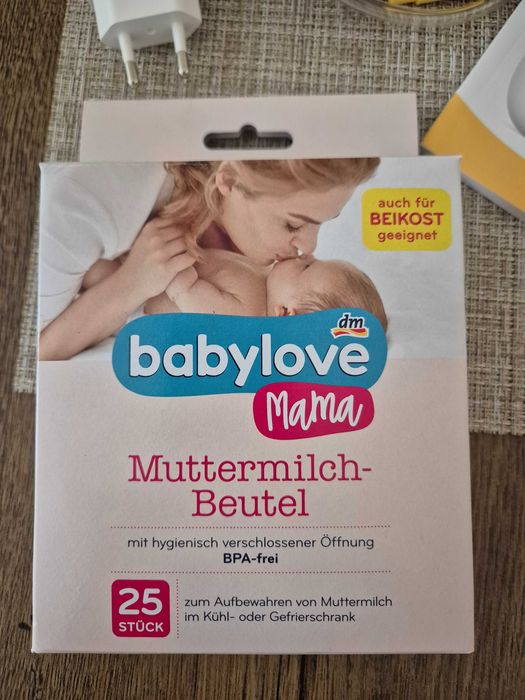 auch für
BEIKOST
geeignet
dm
babylove
Mama
Muttermilch-
Beutel
mit hygienisch verschlossener Öffnung
BPA-frei
25
STÜCK
zum Aufbewahren von Muttermilch
im Kühl- oder Gefrierschrank